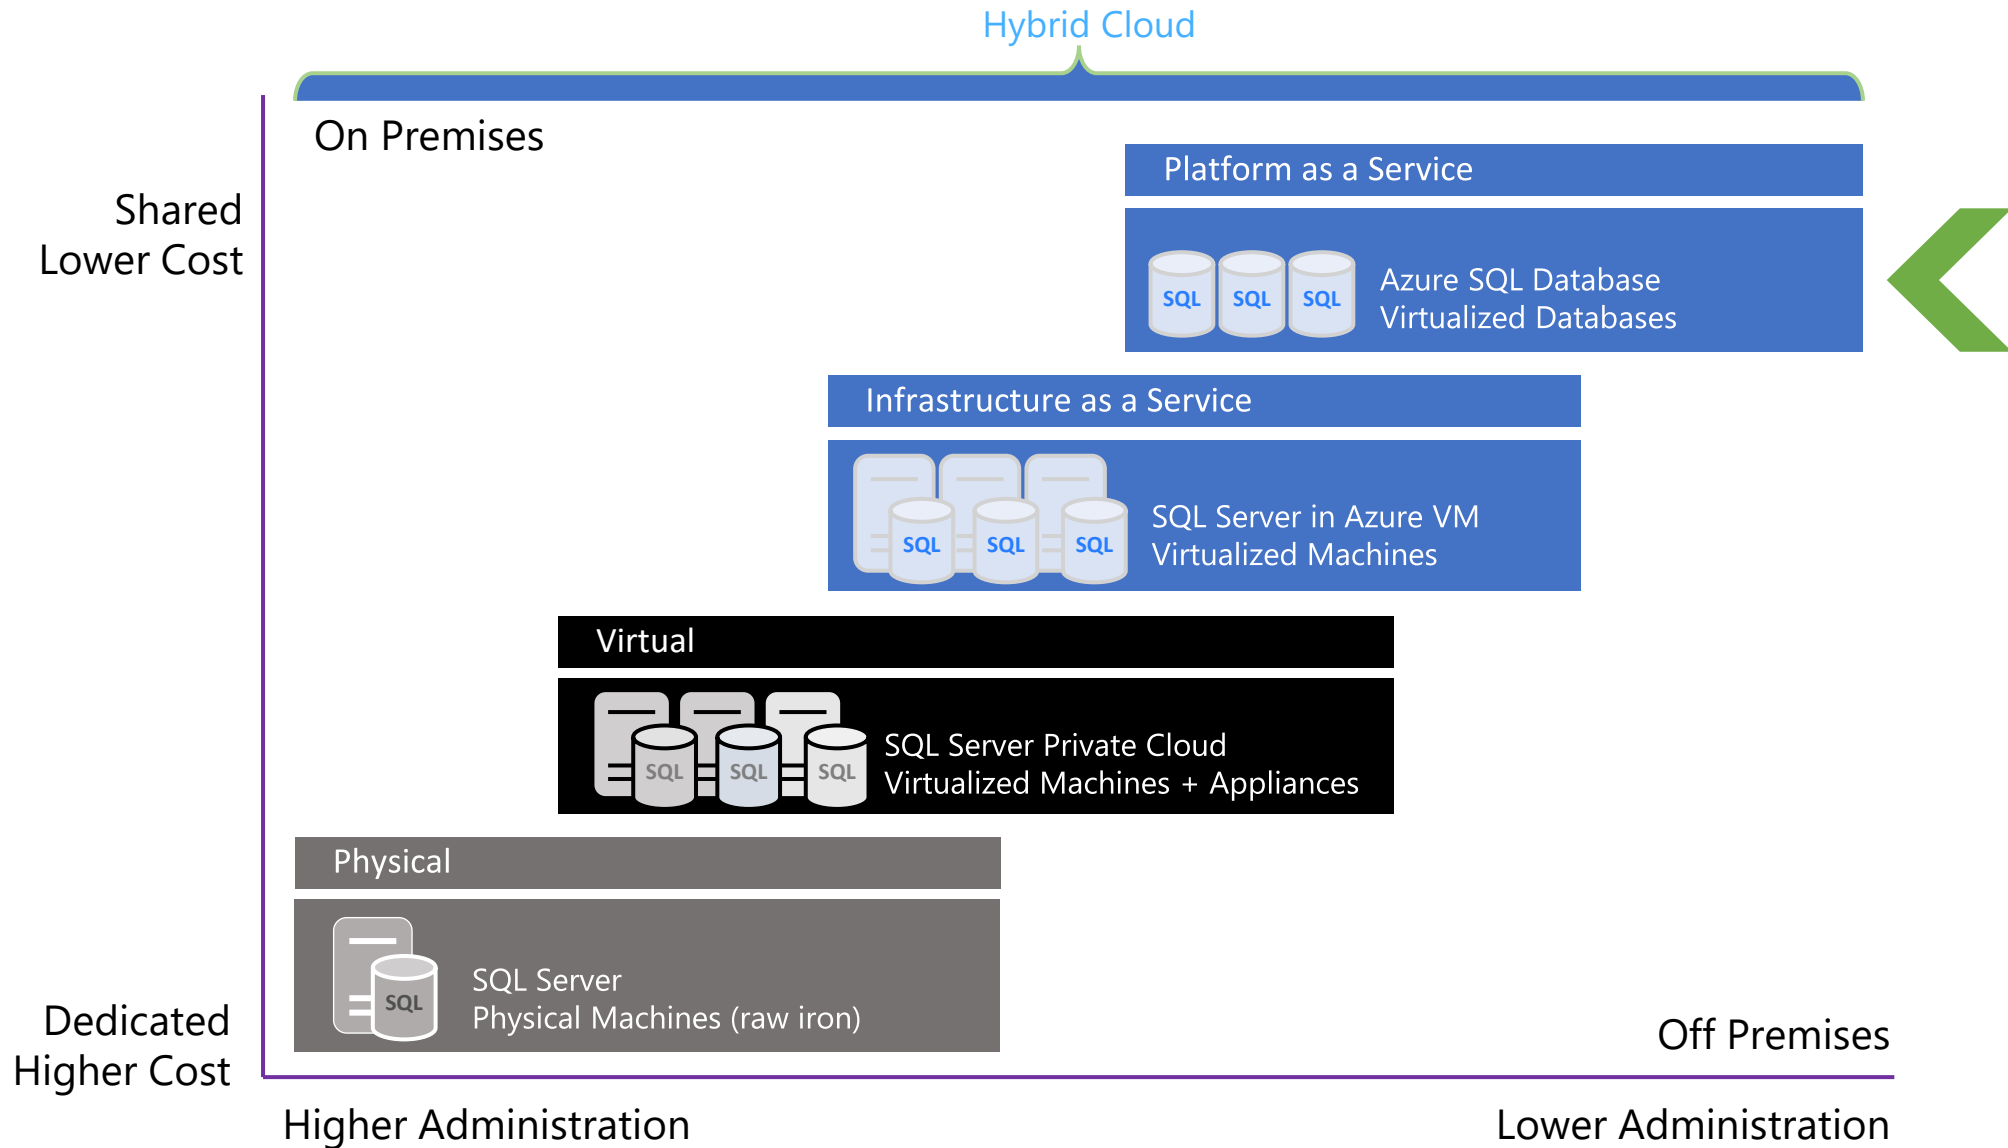 Hybrid Cloud
On Premises
Shared
Lower Cost
Platform as a Service
SQL SQL SQL
Azure SQL Database
Virtualized Databases
Infrastructure as a Service
SQL SQL SQL
SQL Server in Azure VM
Virtualized Machines
Virtual
SQL SQL SQL
SQL Server Private Cloud
Virtualized Machines + Appliances
Physical
SQL
SQL Server
Physical Machines (raw iron)
Dedicated
Higher Cost
Off Premises
Higher Administration
Lower Administration